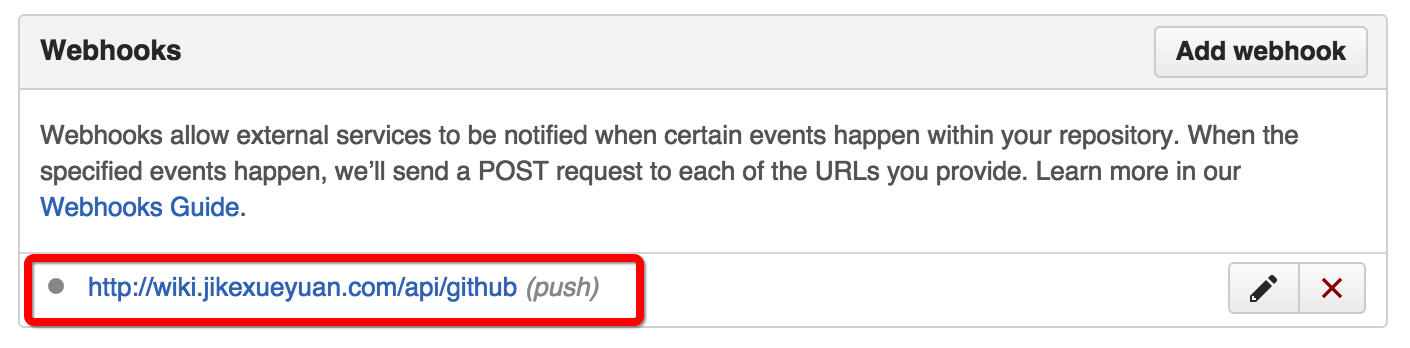 Webhooks
Add webhook
Webhooks allow external services to be notified when certain events happen within your repository. When the
specified events happen, we’ll send a POST request to each of the URLs you provide. Learn more in our
Webhooks Guide.
http://wiki.jikexueyuan.com/api/github (push)